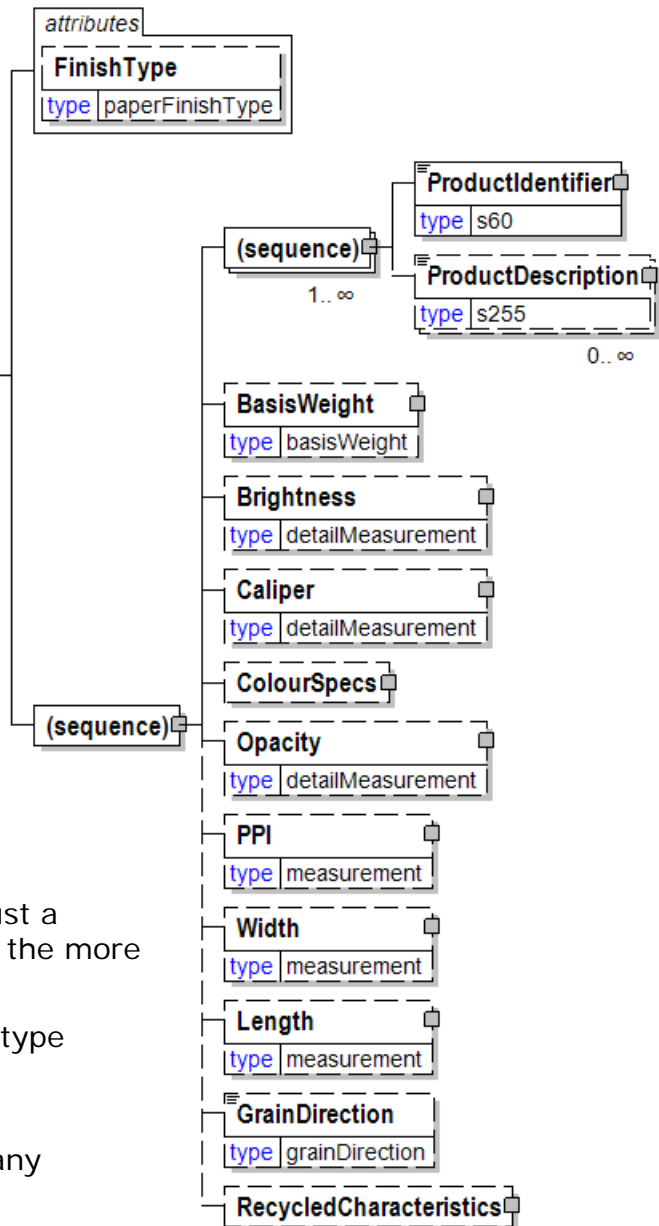 attributes
FinishType
type paperFinishType
ProductIdentifier
type s60
(sequence)
1.. ∞
ProductDescription
type s255
0.. ∞
BasisWeight
type basisWeight
Brightness
type detailMeasurement
Caliper
type detailMeasurement
ColourSpecs
(sequence)
Opacity
type detailMeasurement
PPI
type measurement
Width
type measurement
Length
type measurement
GrainDirection
type grainDirection
RecycledCharacteristics
ust a
the more
type
any